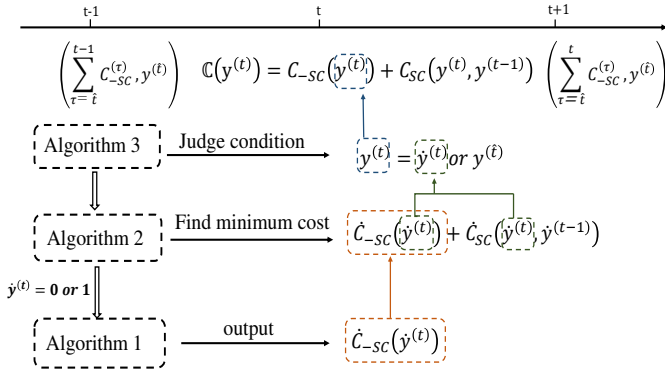 t-1 t t+1
(∑_{τ=t̂}^{t-1} C_{-SC}^{(τ)}, y^{(t̂)}) ℂ(y^{(t)}) = C_{-SC}(y^{(t)}) + C_{SC}(y^{(t)}, y^{(t-1)}) (∑_{τ=t̂}^{t} C_{-SC}^{(τ)}, y^{(t̂)})
Algorithm 3 Judge condition y^{(t)} = ẏ^{(t)} or y^{(t̂)}
Algorithm 2 Find minimum cost Ċ_{-SC}(ẏ^{(t)}) + Ċ_{SC}(ẏ^{(t)}, ẏ^{(t-1)})
ẏ^{(t)} = 0 or 1
Algorithm 1 output Ċ_{-SC}(ẏ^{(t)})